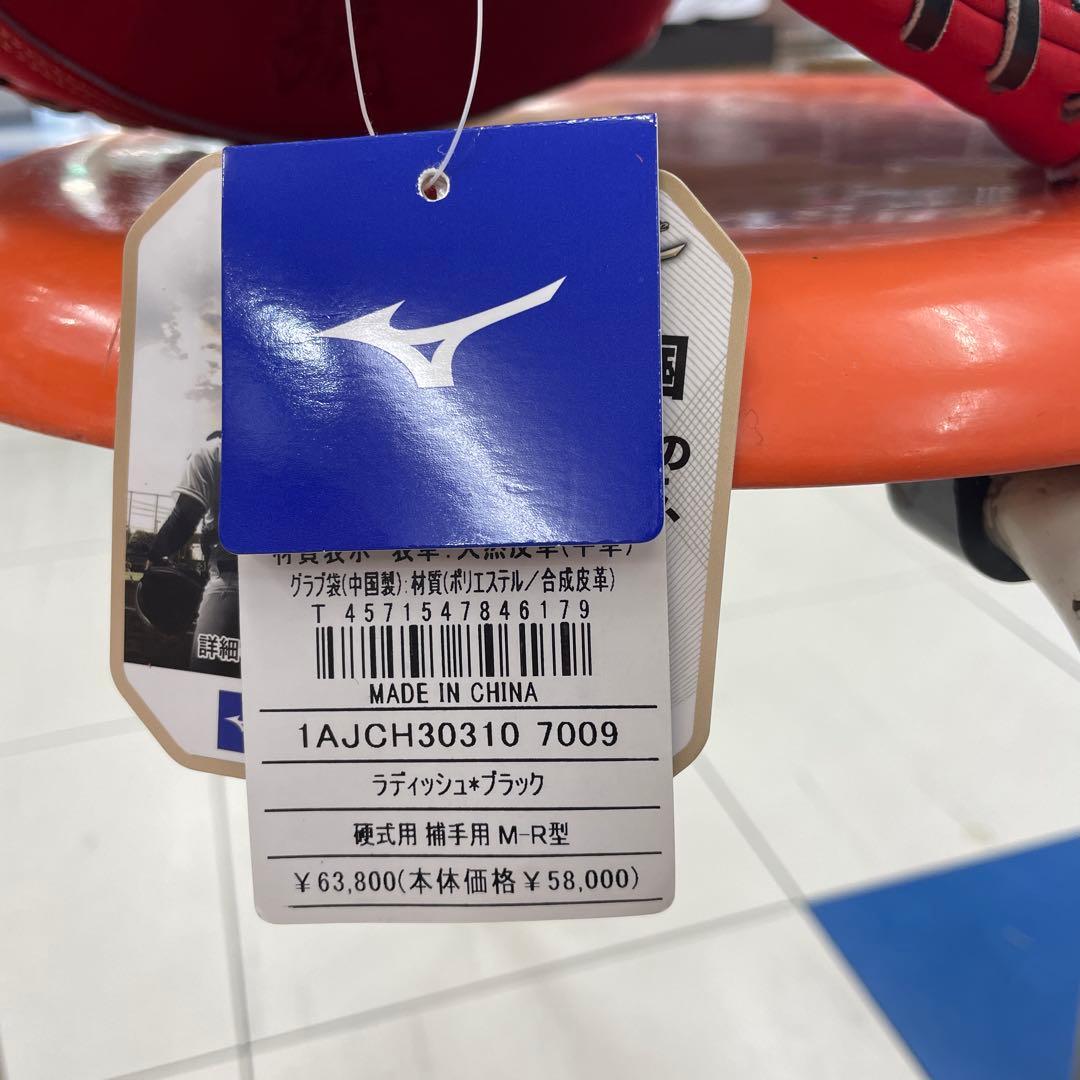 国
の
材質表示 表革:天然皮革(牛革)
グラブ袋(中国製):材質(ポリエステル/合成皮革)
T 4571547846179
詳細
MADE IN CHINA
1AJCH30310 7009
ラディッシュ*ブラック
硬式用 捕手用 M-R型
¥63,800(本体価格¥58,000)